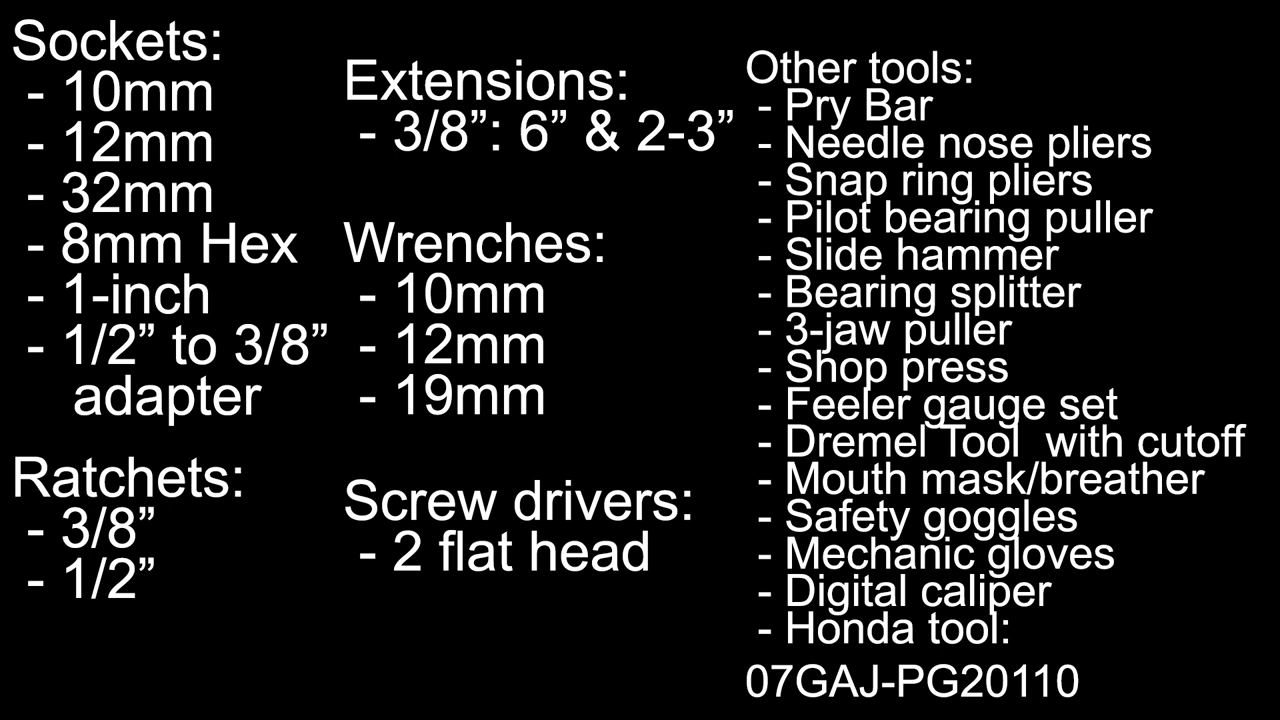 Sockets:
- 10mm
- 12mm
- 32mm
- 8mm Hex
- 1-inch
- 1/2” to 3/8”
adapter
Ratchets:
- 3/8”
- 1/2”
Extensions:
- 3/8”: 6” & 2-3”
Wrenches:
- 10mm
- 12mm
- 19mm
Screw drivers:
- 2 flat head
Other tools:
- Pry Bar
- Needle nose pliers
- Snap ring pliers
- Pilot bearing puller
- Slide hammer
- Bearing splitter
- 3-jaw puller
- Shop press
- Feeler gauge set
- Dremel Tool  with cutoff
- Mouth mask/breather
- Safety goggles
- Mechanic gloves
- Digital caliper
- Honda tool:
07GAJ-PG20110